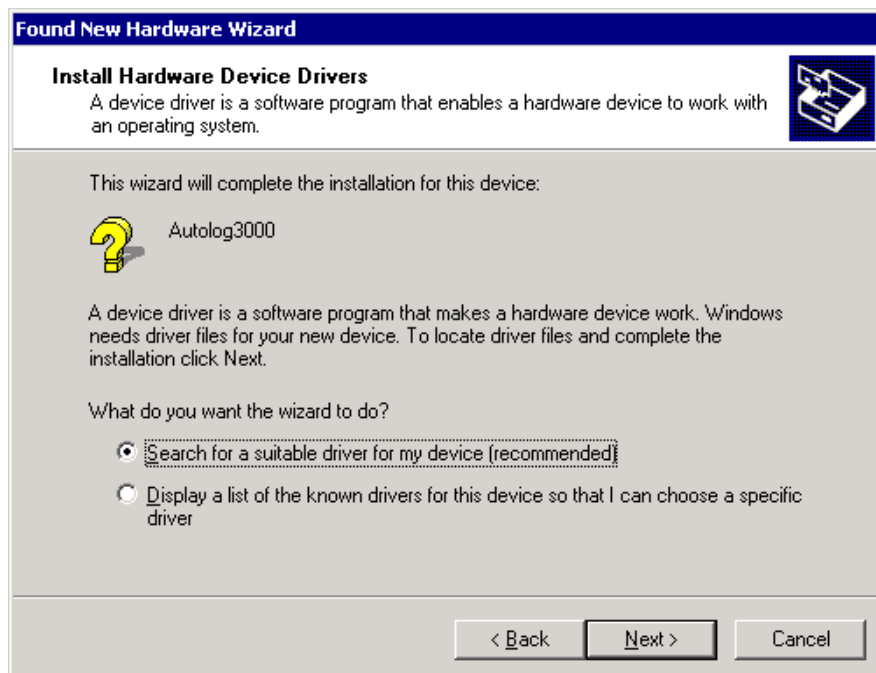 Found New Hardware Wizard
Install Hardware Device Drivers
A device driver is a software program that enables a hardware device to work with
an operating system.
This wizard will complete the installation for this device:
Autolog3000
A device driver is a software program that makes a hardware device work. Windows
needs driver files for your new device. To locate driver files and complete the
installation click Next.
What do you want the wizard to do?
Search for a suitable driver for my device (recommended)
Display a list of the known drivers for this device so that I can choose a specific
driver
< Back
Next >
Cancel